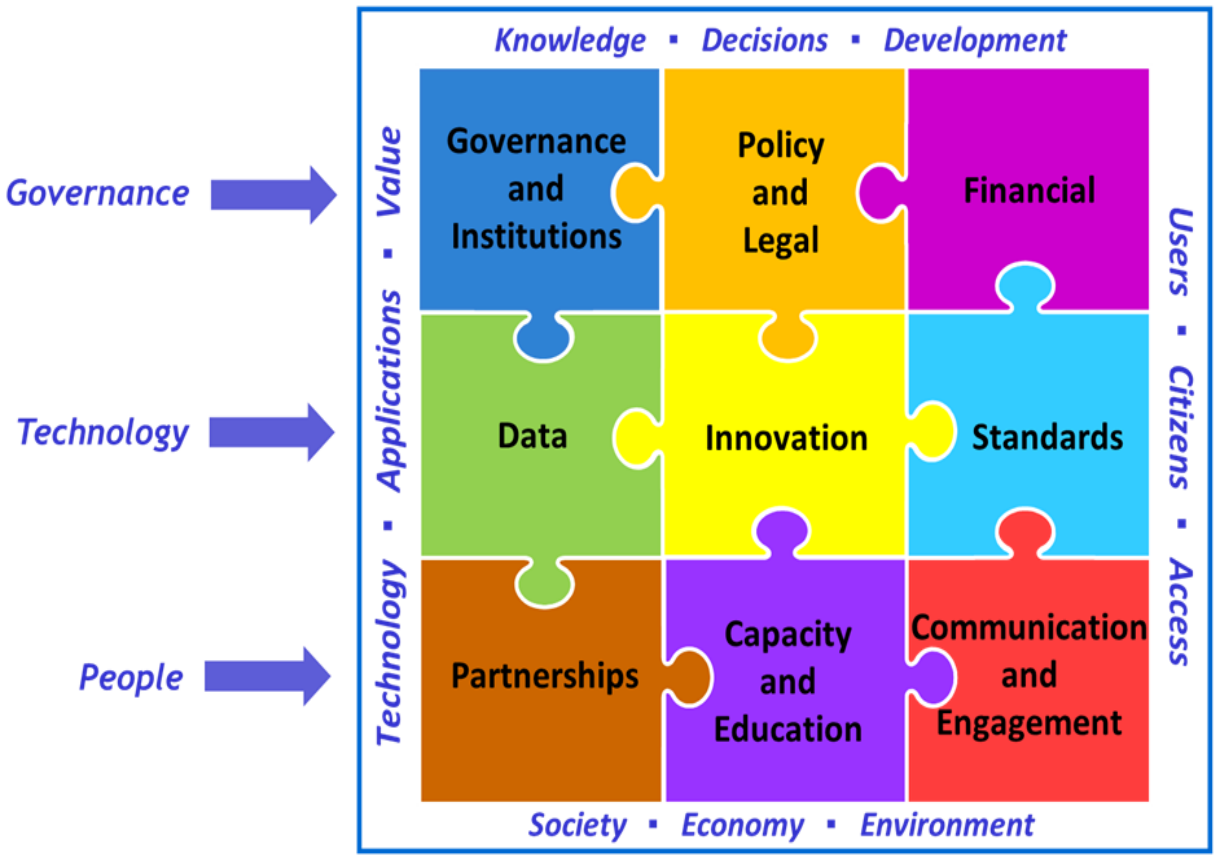 Knowledge ▪ Decisions ▪ Development
Governance
Technology
People
Technology ▪ Applications ▪ Value
Governance
and
Institutions
Policy
and
Legal
Financial
Data
Innovation
Standards
Partnerships
Capacity
and
Education
Communication
and
Engagement
Users ▪ Citizens ▪ Access
Society ▪ Economy ▪ Environment